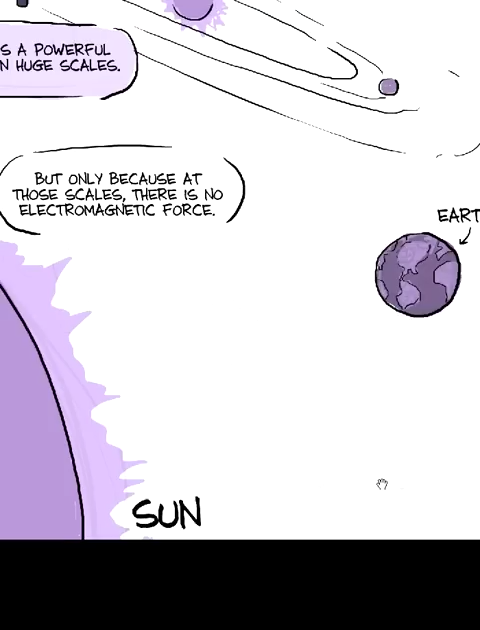 S A POWERFUL
N HUGE SCALES.
BUT ONLY BECAUSE AT
THOSE SCALES, THERE IS NO
ELECTROMAGNETIC FORCE.
EART
SUN